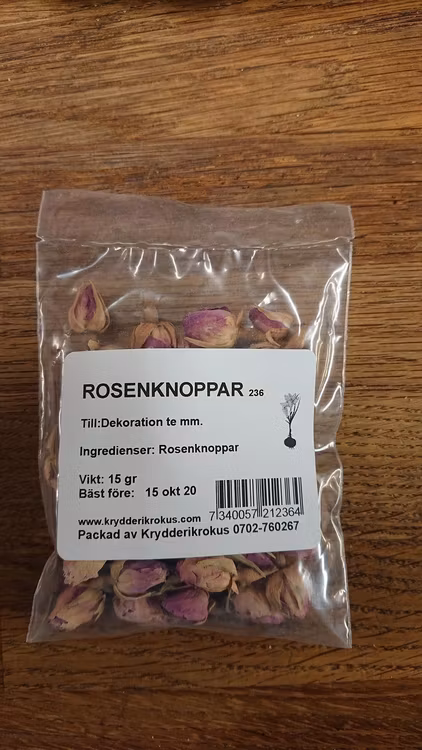 ROSENKNOPPAR 236
Till:Dekoration te mm.
Ingredienser: Rosenknoppar
Vikt: 15 gr
Bäst före: 15 okt 20
7 340057 212364
www.krydderikrokus.com
Packad av Krydderikrokus 0702-760267